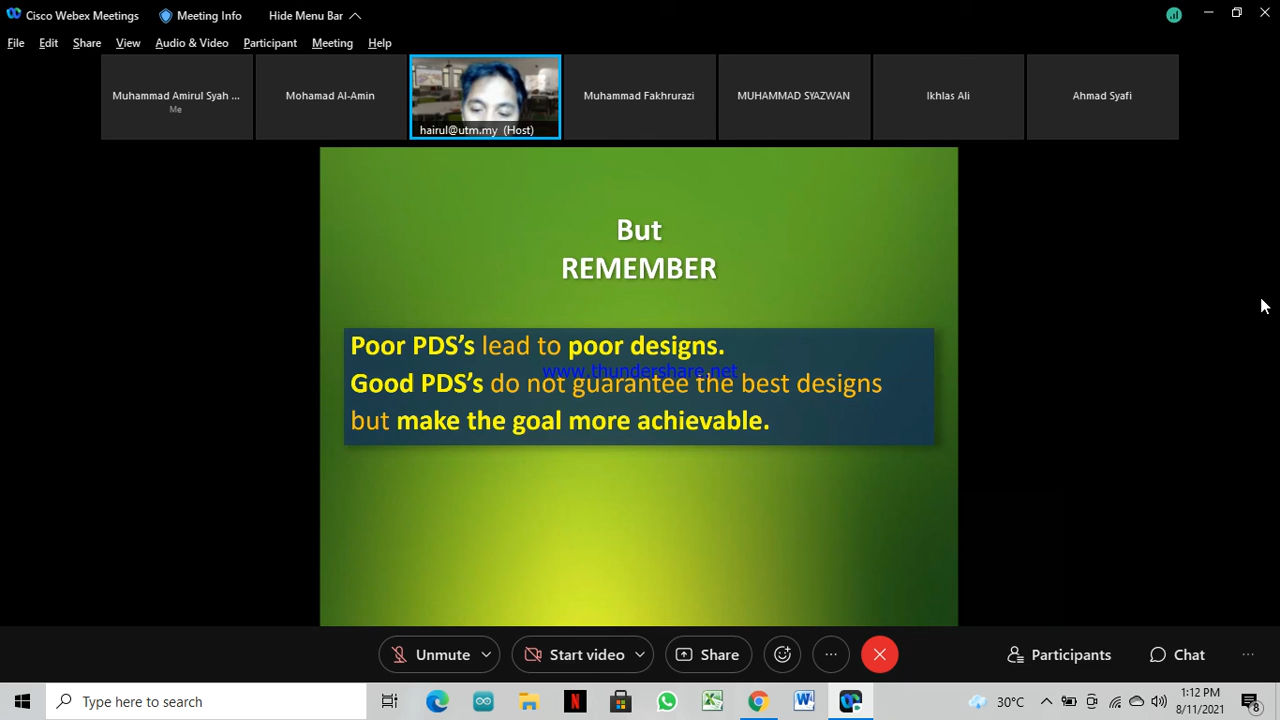 Cisco Webex Meetings
Meeting Info
Hide Menu Bar
File Edit Share View Audio & Video Participant Meeting Help
Muhammad Amirul Syah ...
Me
Mohamad Al-Amin
hairul@utm.my (Host)
Muhammad Fakhrurazi
MUHAMMAD SYAZWAN
Ikhlas Ali
Ahmad Syafi
But
REMEMBER
Poor PDS’s lead to poor designs.
www.thundershare.net
Good PDS’s do not guarantee the best designs
but make the goal more achievable.
Unmute
Start video
Share
Participants
Chat
Type here to search
30°C
1:12 PM
8/11/2021
8